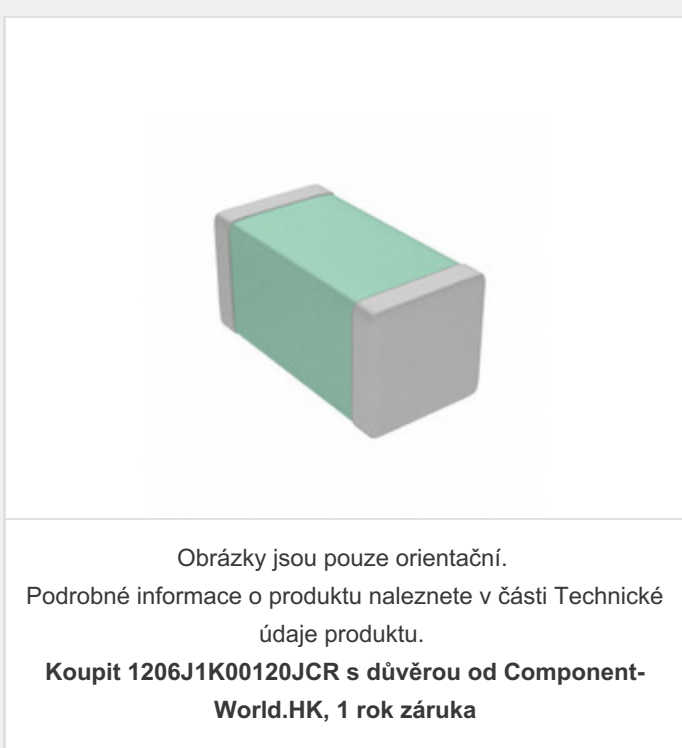 Obrázky jsou pouze orientační.
Podrobné informace o produktu naleznete v části Technické
údaje produktu.
Koupit 1206J1K00120JCR s důvěrou od Component-
World.HK, 1 rok záruka